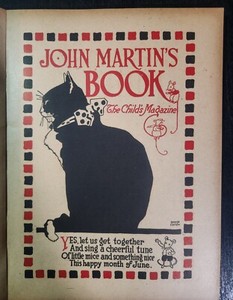 JOHN MARTIN'S
BOOK
The Child's Magazine
YES, let us get together
And sing a cheerful tune
Of little mice and something nice
This happy month of June.